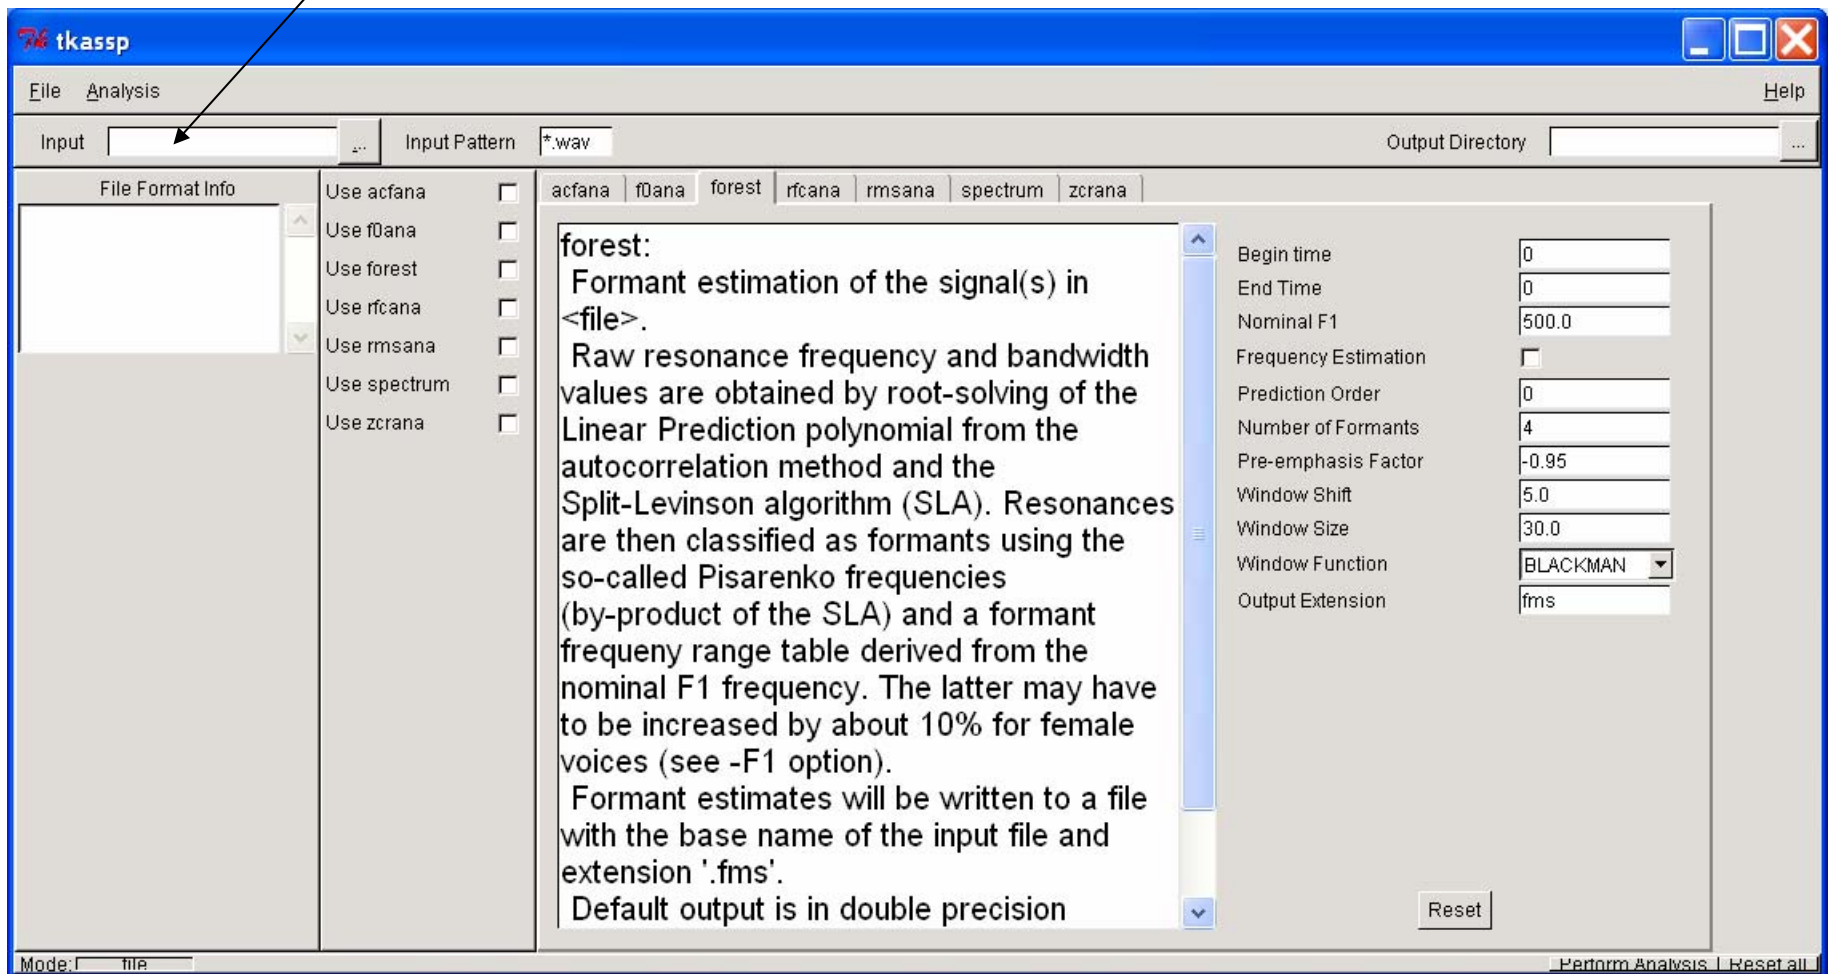 tkassp
File Analysis Help
Input ... Input Pattern *.wav Output Directory ...
File Format Info
Use acfana
Use f0ana
Use forest
Use rfcana
Use rmsana
Use spectrum
Use zcrana
acfana f0ana forest rfcana rmsana spectrum zcrana
forest:
Formant estimation of the signal(s) in
<file>.
Raw resonance frequency and bandwidth
values are obtained by root-solving of the
Linear Prediction polynomial from the
autocorrelation method and the
Split-Levinson algorithm (SLA). Resonances
are then classified as formants using the
so-called Pisarenko frequencies
(by-product of the SLA) and a formant
frequeny range table derived from the
nominal F1 frequency. The latter may have
to be increased by about 10% for female
voices (see -F1 option).
Formant estimates will be written to a file
with the base name of the input file and
extension '.fms'.
Default output is in double precision
Begin time 0
End Time 0
Nominal F1 500.0
Frequency Estimation
Prediction Order 0
Number of Formants 4
Pre-emphasis Factor -0.95
Window Shift 5.0
Window Size 30.0
Window Function BLACKMAN
Output Extension fms
Reset
Mode: file Perform Analysis Reset all